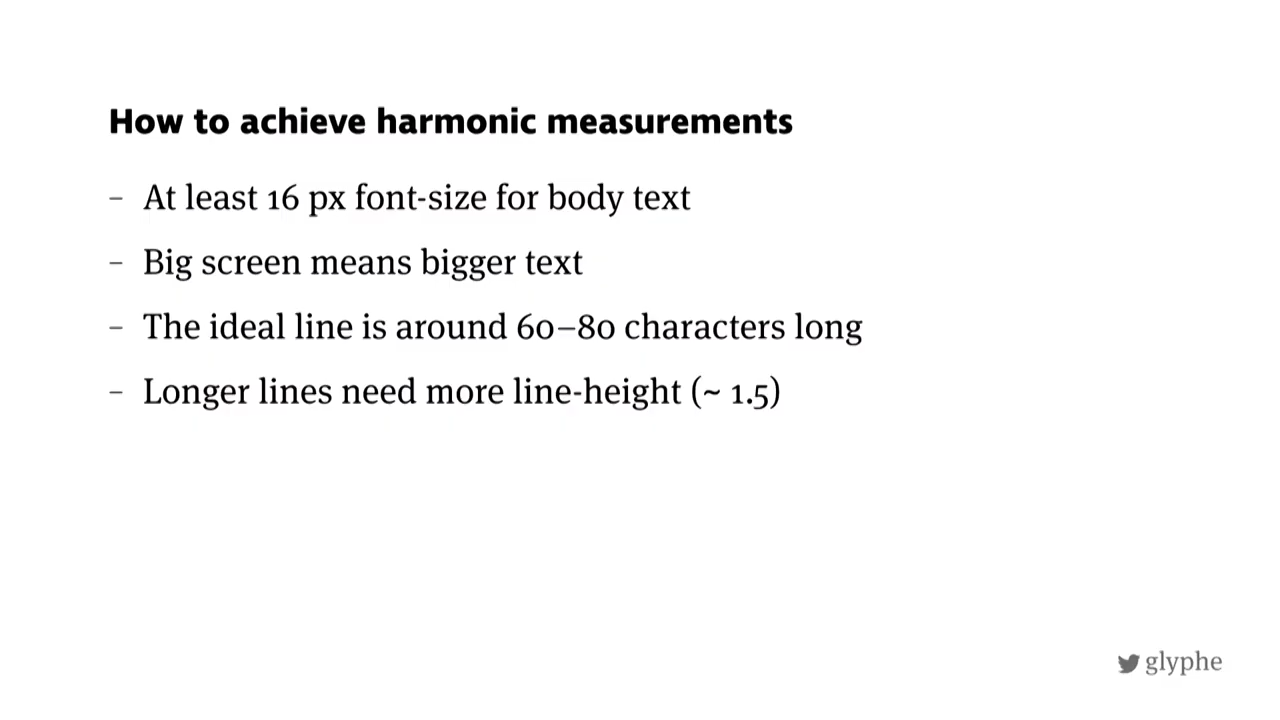 How to achieve harmonic measurements
– At least 16 px font-size for body text
– Big screen means bigger text
– The ideal line is around 60–80 characters long
– Longer lines need more line-height (~ 1.5)
glyphe